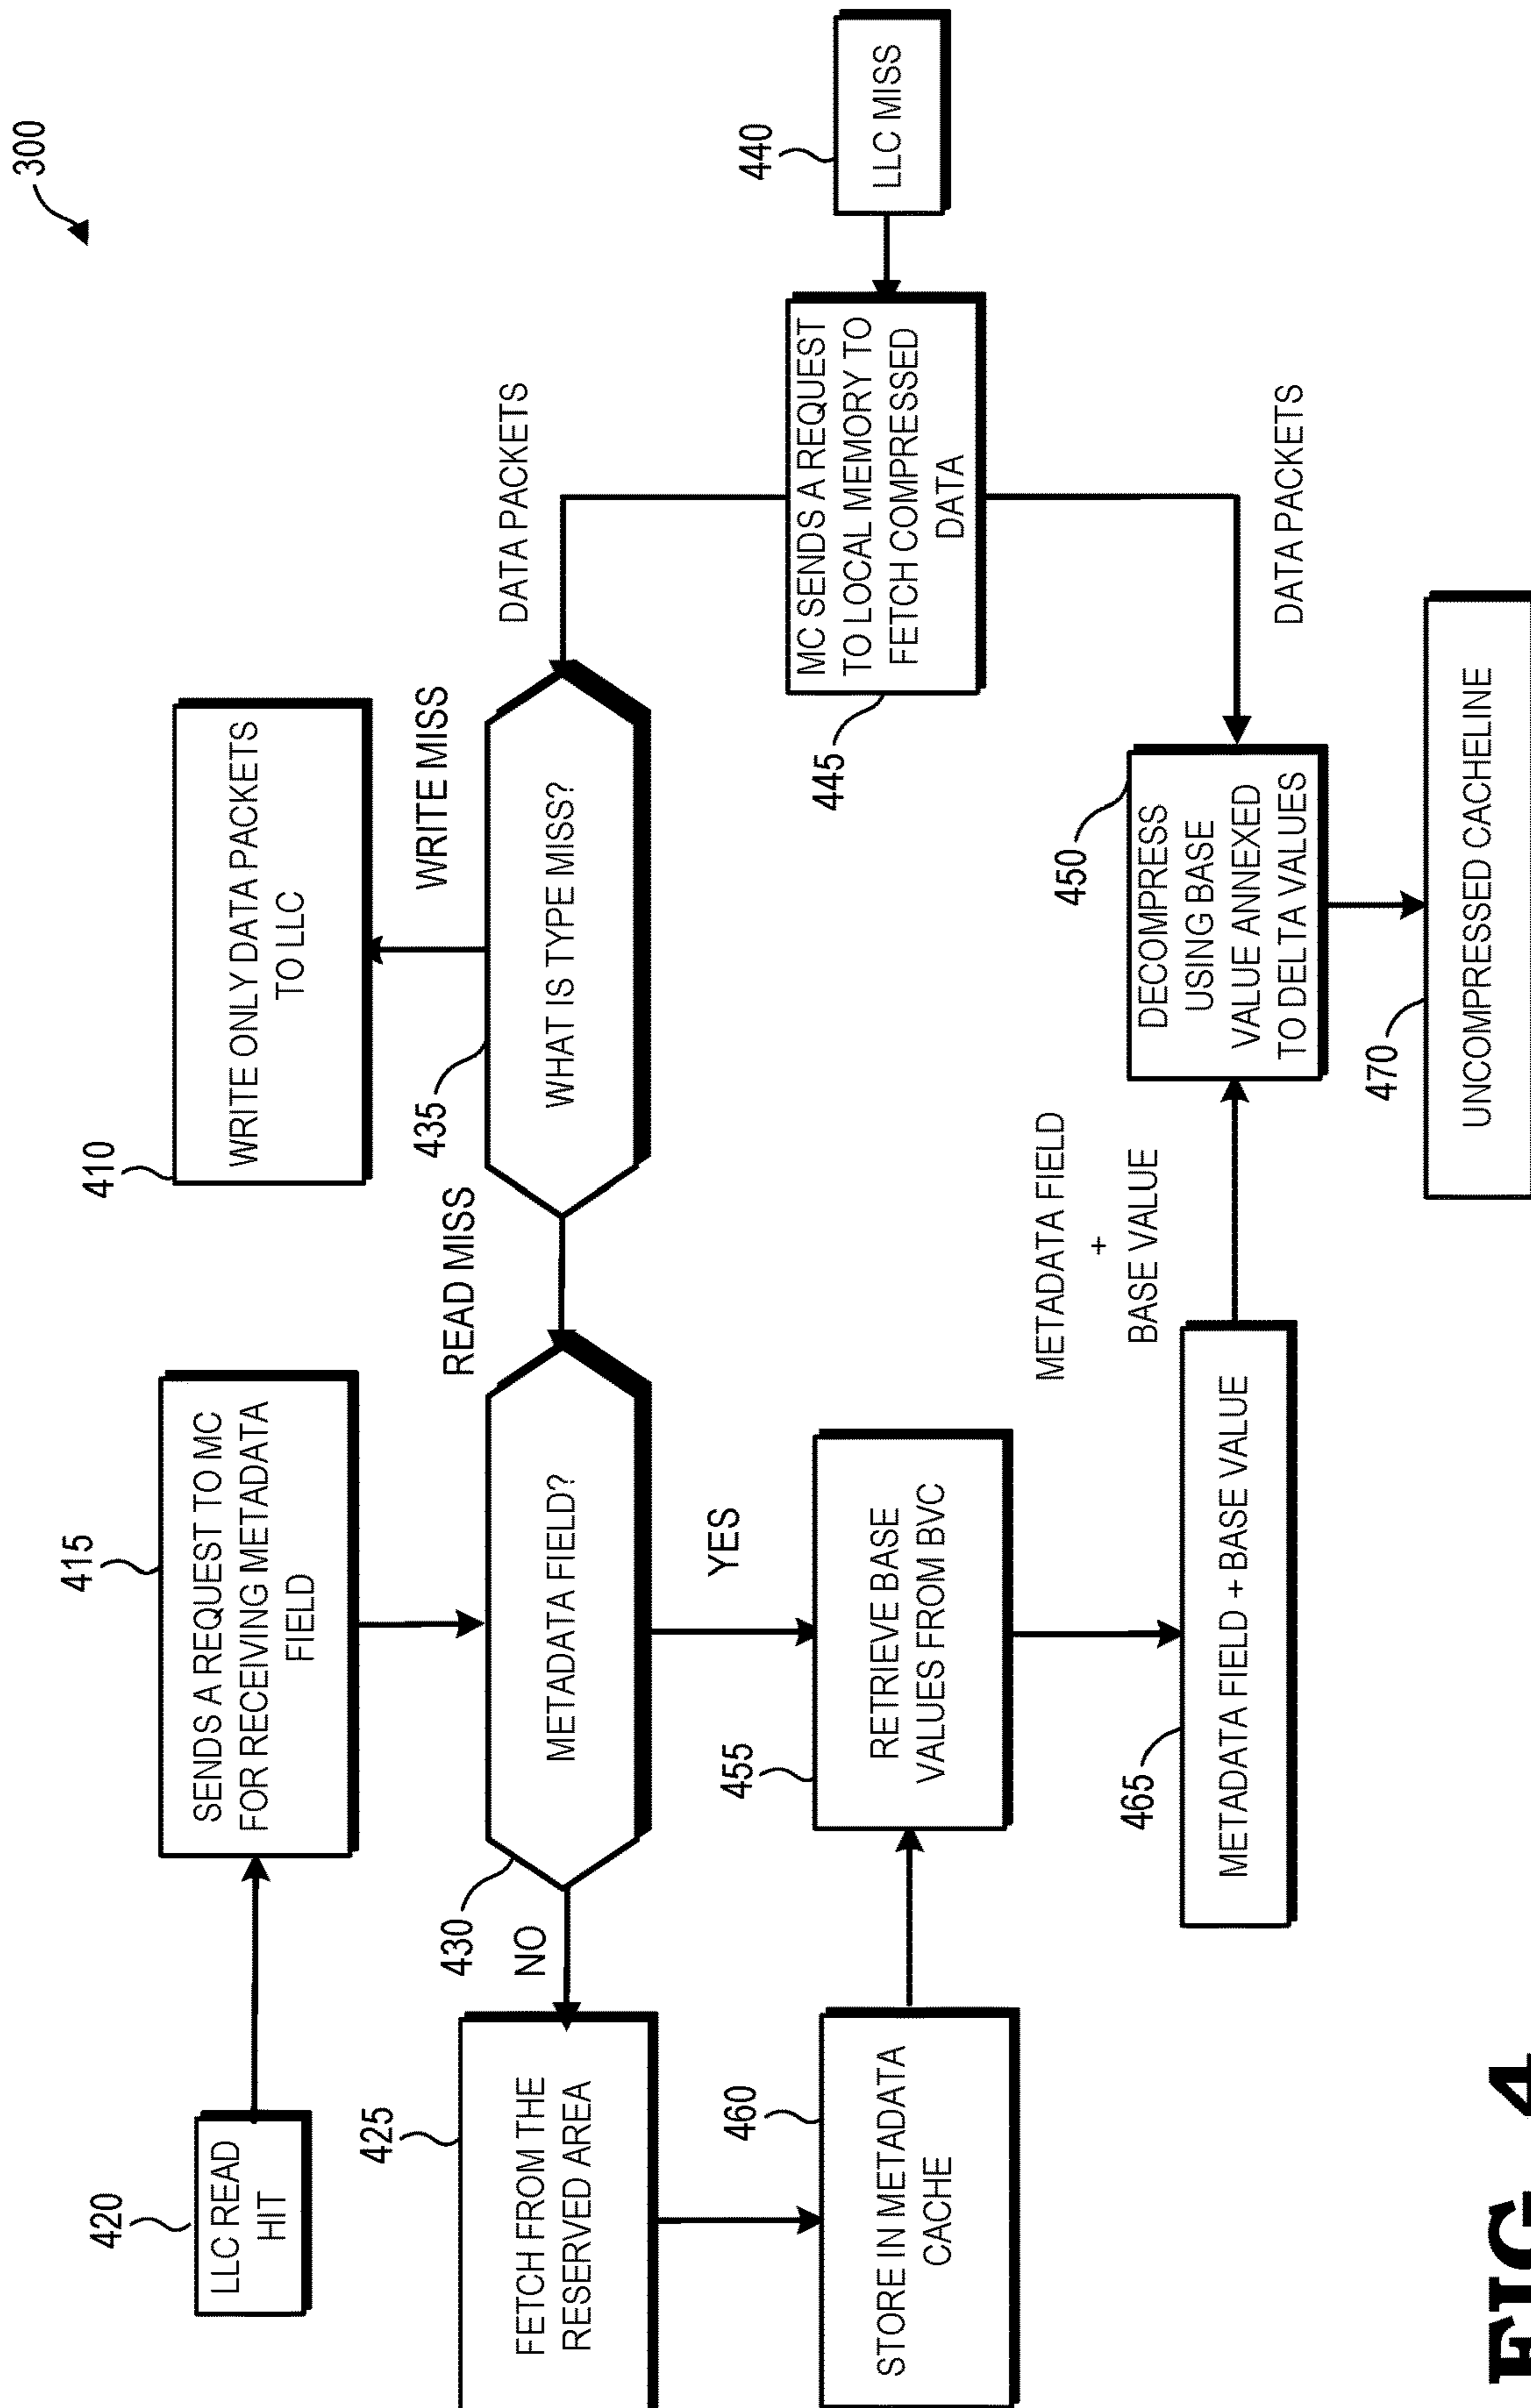 300
420
LLC READ
HIT
415
SENDS A REQUEST TO MC
FOR RECEIVING METADATA
FIELD
410
WRITE ONLY DATA PACKETS
TO LLC
425
FETCH FROM THE
RESERVED AREA
NO
430
METADATA FIELD?
READ MISS
435
WHAT IS TYPE MISS?
WRITE MISS
DATA PACKETS
460
STORE IN METADATA
CACHE
455
RETRIEVE BASE
VALUES FROM BVC
YES
445
MC SENDS A REQUEST
TO LOCAL MEMORY TO
FETCH COMPRESSED
DATA
440
LLC MISS
465
METADATA FIELD + BASE VALUE
METADATA FIELD
+
BASE VALUE
450
DECOMPRESS
USING BASE
VALUE ANNEXED
TO DELTA VALUES
DATA PACKETS
470
UNCOMPRESSED CACHELINE
FIG. 4